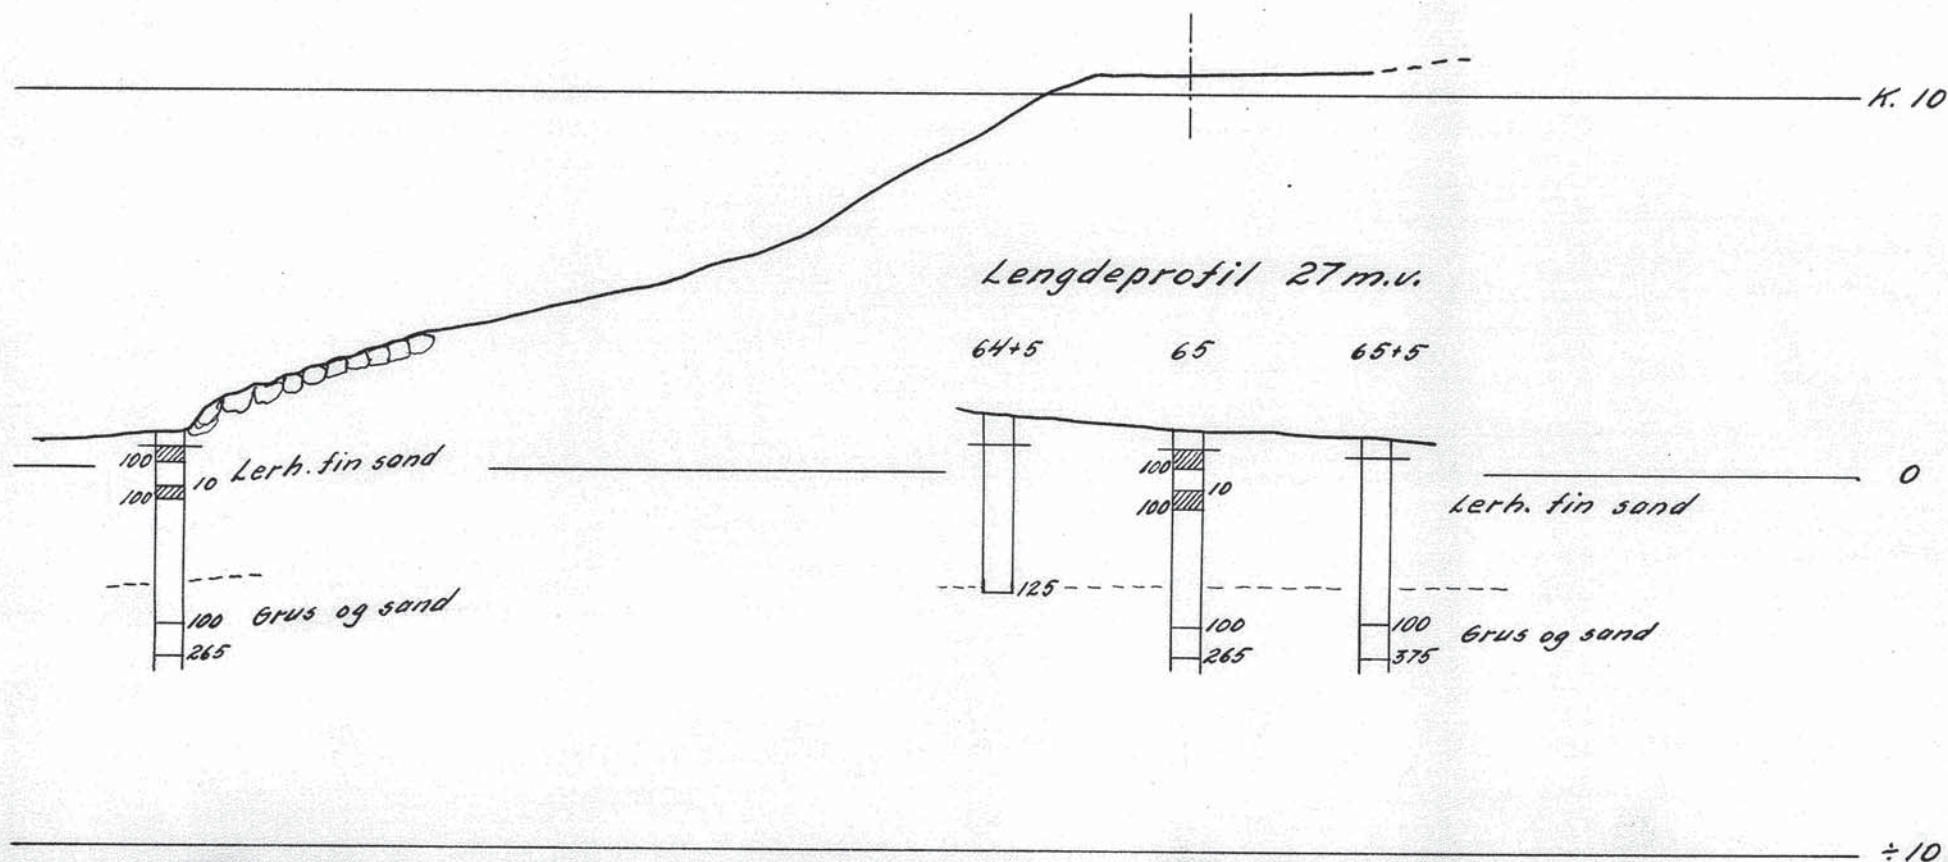 K. 10
Lengdeprofil 27 m.v.
64+5 65 65+5
100 10 Lerh. fin sand
100
100 10
100
0
Lerh. fin sand
125
100 Grus og sand
265
100
265
100 Grus og sand
375
÷ 10